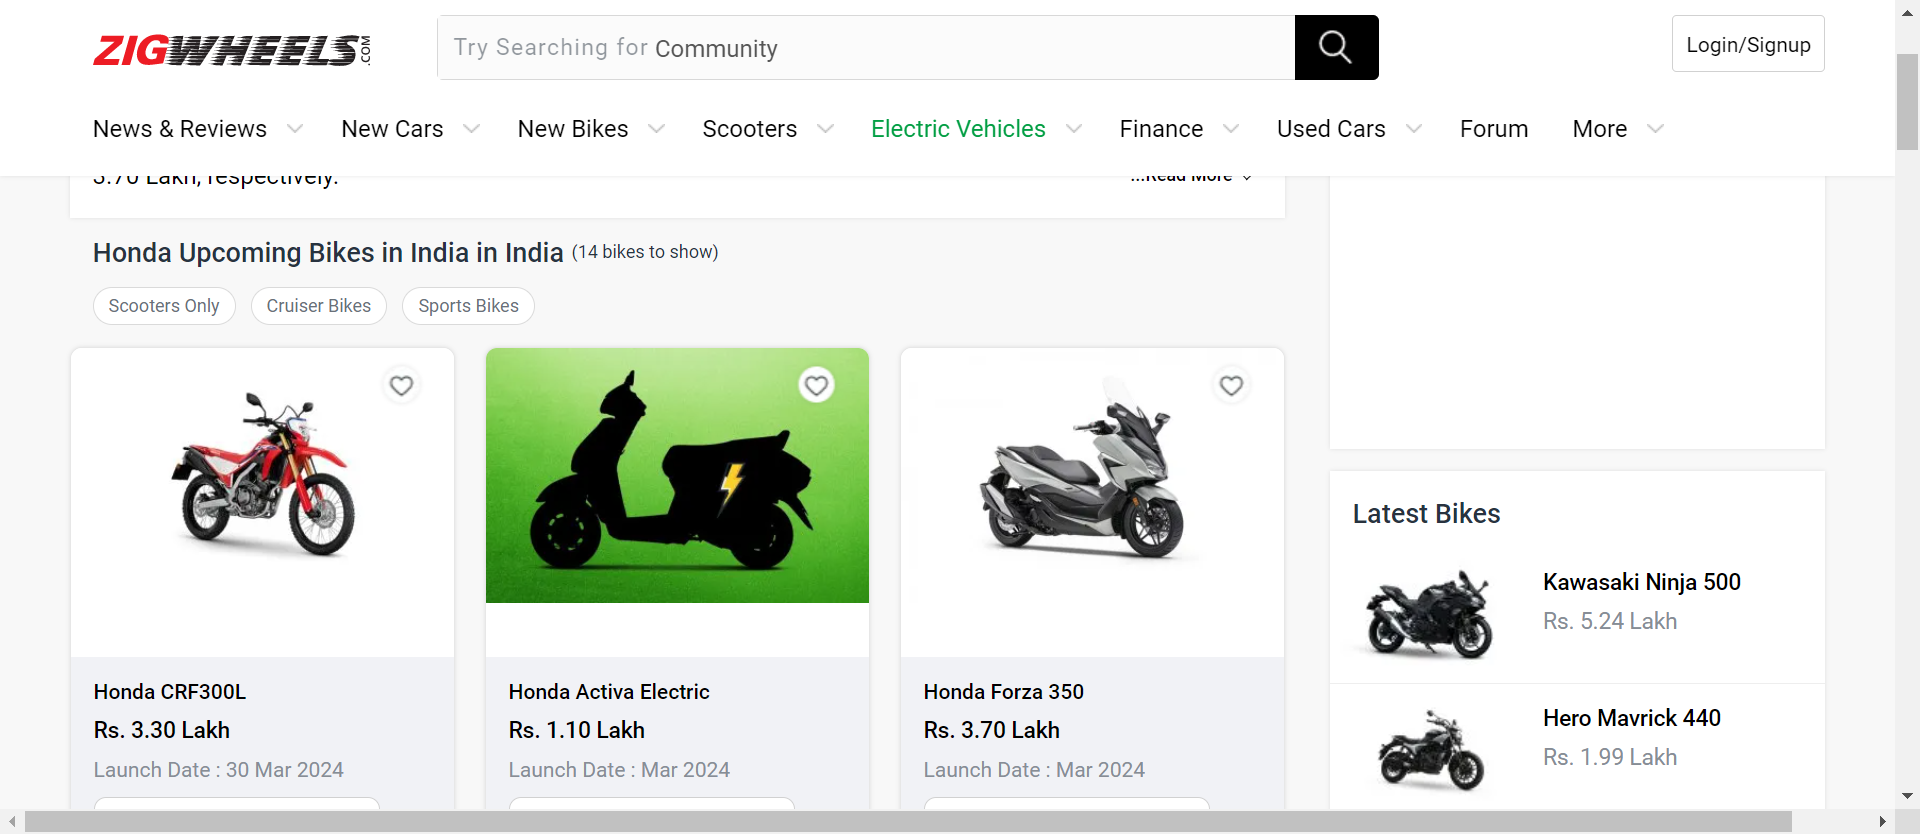 ZIGWHEELS.COM
Try Searching for Community
Login/Signup
News & Reviews
New Cars
New Bikes
Scooters
Electric Vehicles
Finance
Used Cars
Forum
More
3.70 Lakh, respectively.
...Read More
Honda Upcoming Bikes in India in India (14 bikes to show)
Scooters Only
Cruiser Bikes
Sports Bikes
Honda CRF300L
Rs. 3.30 Lakh
Launch Date : 30 Mar 2024
Honda Activa Electric
Rs. 1.10 Lakh
Launch Date : Mar 2024
Honda Forza 350
Rs. 3.70 Lakh
Launch Date : Mar 2024
Latest Bikes
Kawasaki Ninja 500
Rs. 5.24 Lakh
Hero Mavrick 440
Rs. 1.99 Lakh